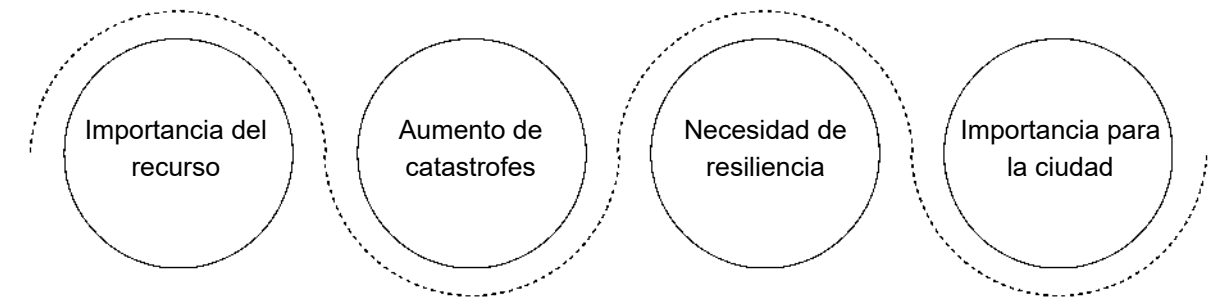 Importancia del
recurso
Aumento de
catastrofes
Necesidad de
resiliencia
Importancia para
la ciudad